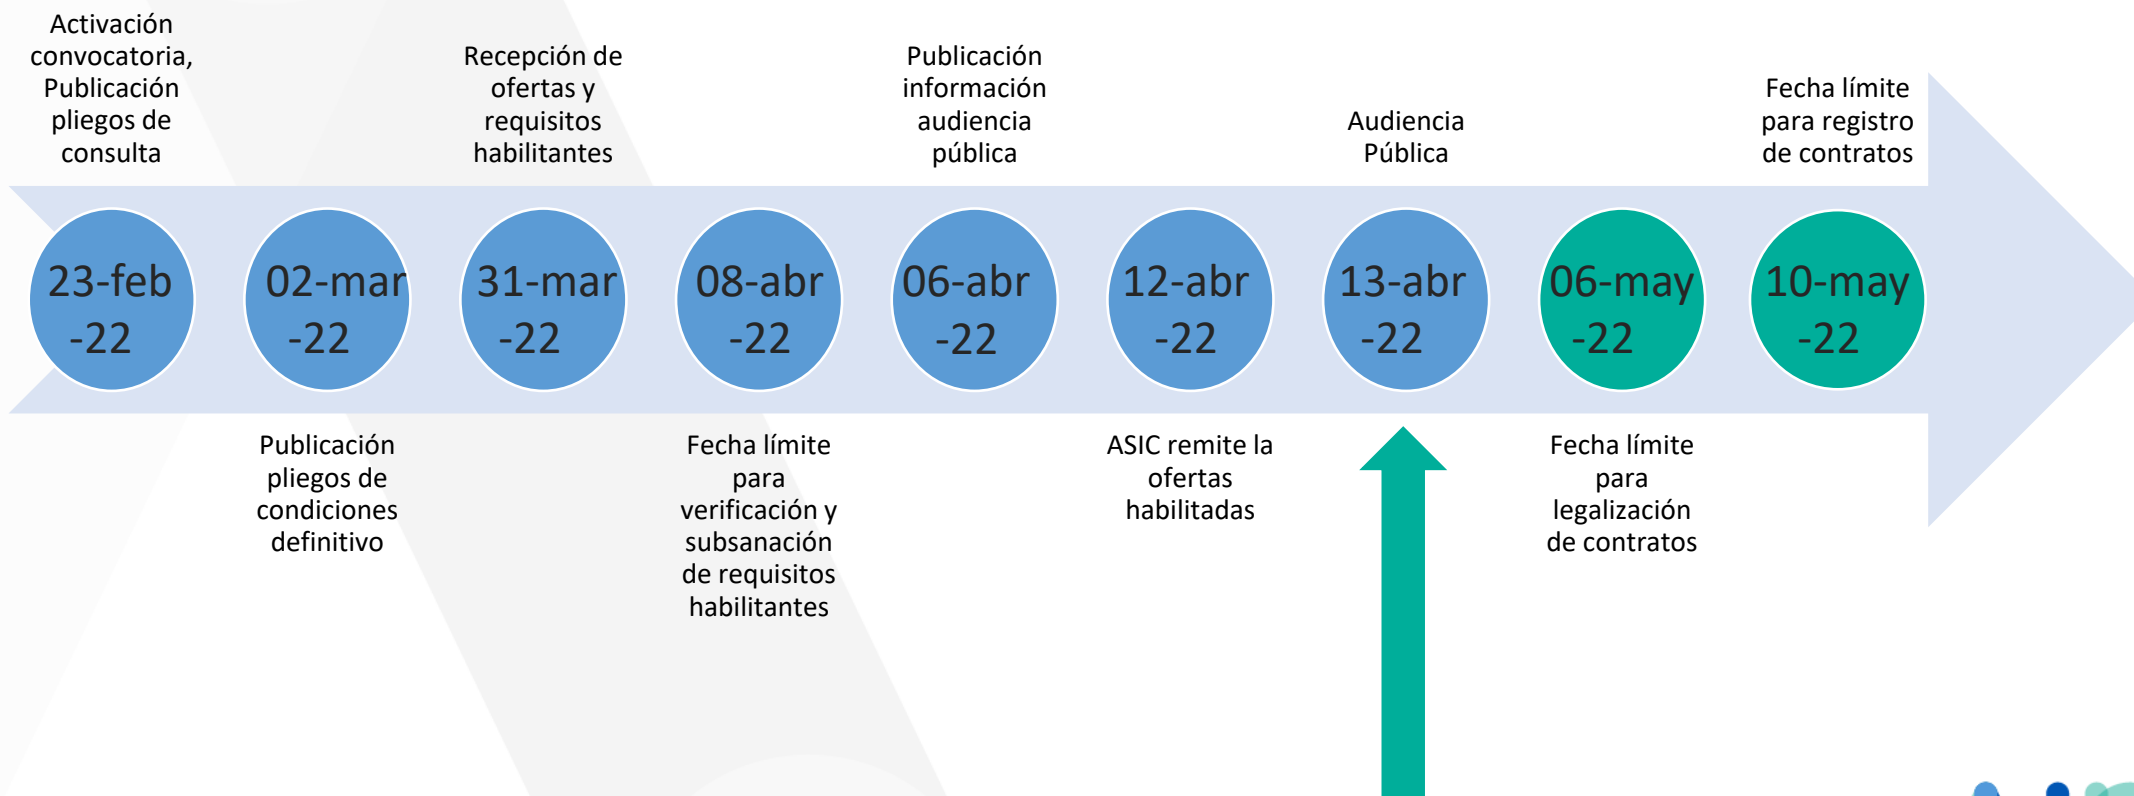 Activación
convocatoria,
Publicación
pliegos de
consulta
Recepción de
ofertas y
requisitos
habilitantes
Publicación
información
audiencia
pública
Audiencia
Pública
Fecha límite
para registro
de contratos
23-feb
-22
02-mar
-22
31-mar
-22
08-abr
-22
06-abr
-22
12-abr
-22
13-abr
-22
06-may
-22
10-may
-22
Publicación
pliegos de
condiciones
definitivo
Fecha límite
para
verificación y
subsanación
de requisitos
habilitantes
ASIC remite la
ofertas
habilitadas
Fecha límite
para
legalización
de contratos